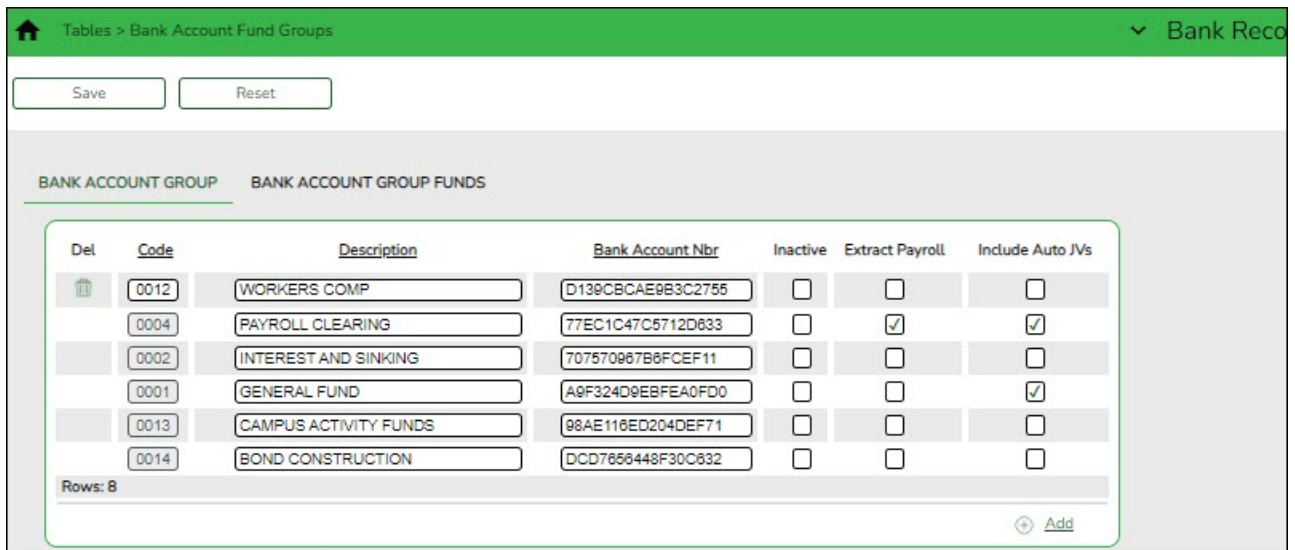 Tables > Bank Account Fund Groups Bank Reco
Save Reset
BANK ACCOUNT GROUP BANK ACCOUNT GROUP FUNDS
Del Code Description Bank Account Nbr Inactive Extract Payroll Include Auto JVs
0012 WORKERS COMP D139CBCAE9B3C2755
0004 PAYROLL CLEARING 77EC1C47C5712D633
0002 INTEREST AND SINKING 707570967B6FCEF11
0001 GENERAL FUND A9F324D9EBFEA0FD0
0013 CAMPUS ACTIVITY FUNDS 98AE116ED204DEF71
0014 BOND CONSTRUCTION DCD7656448F30C632
Rows: 8
Add